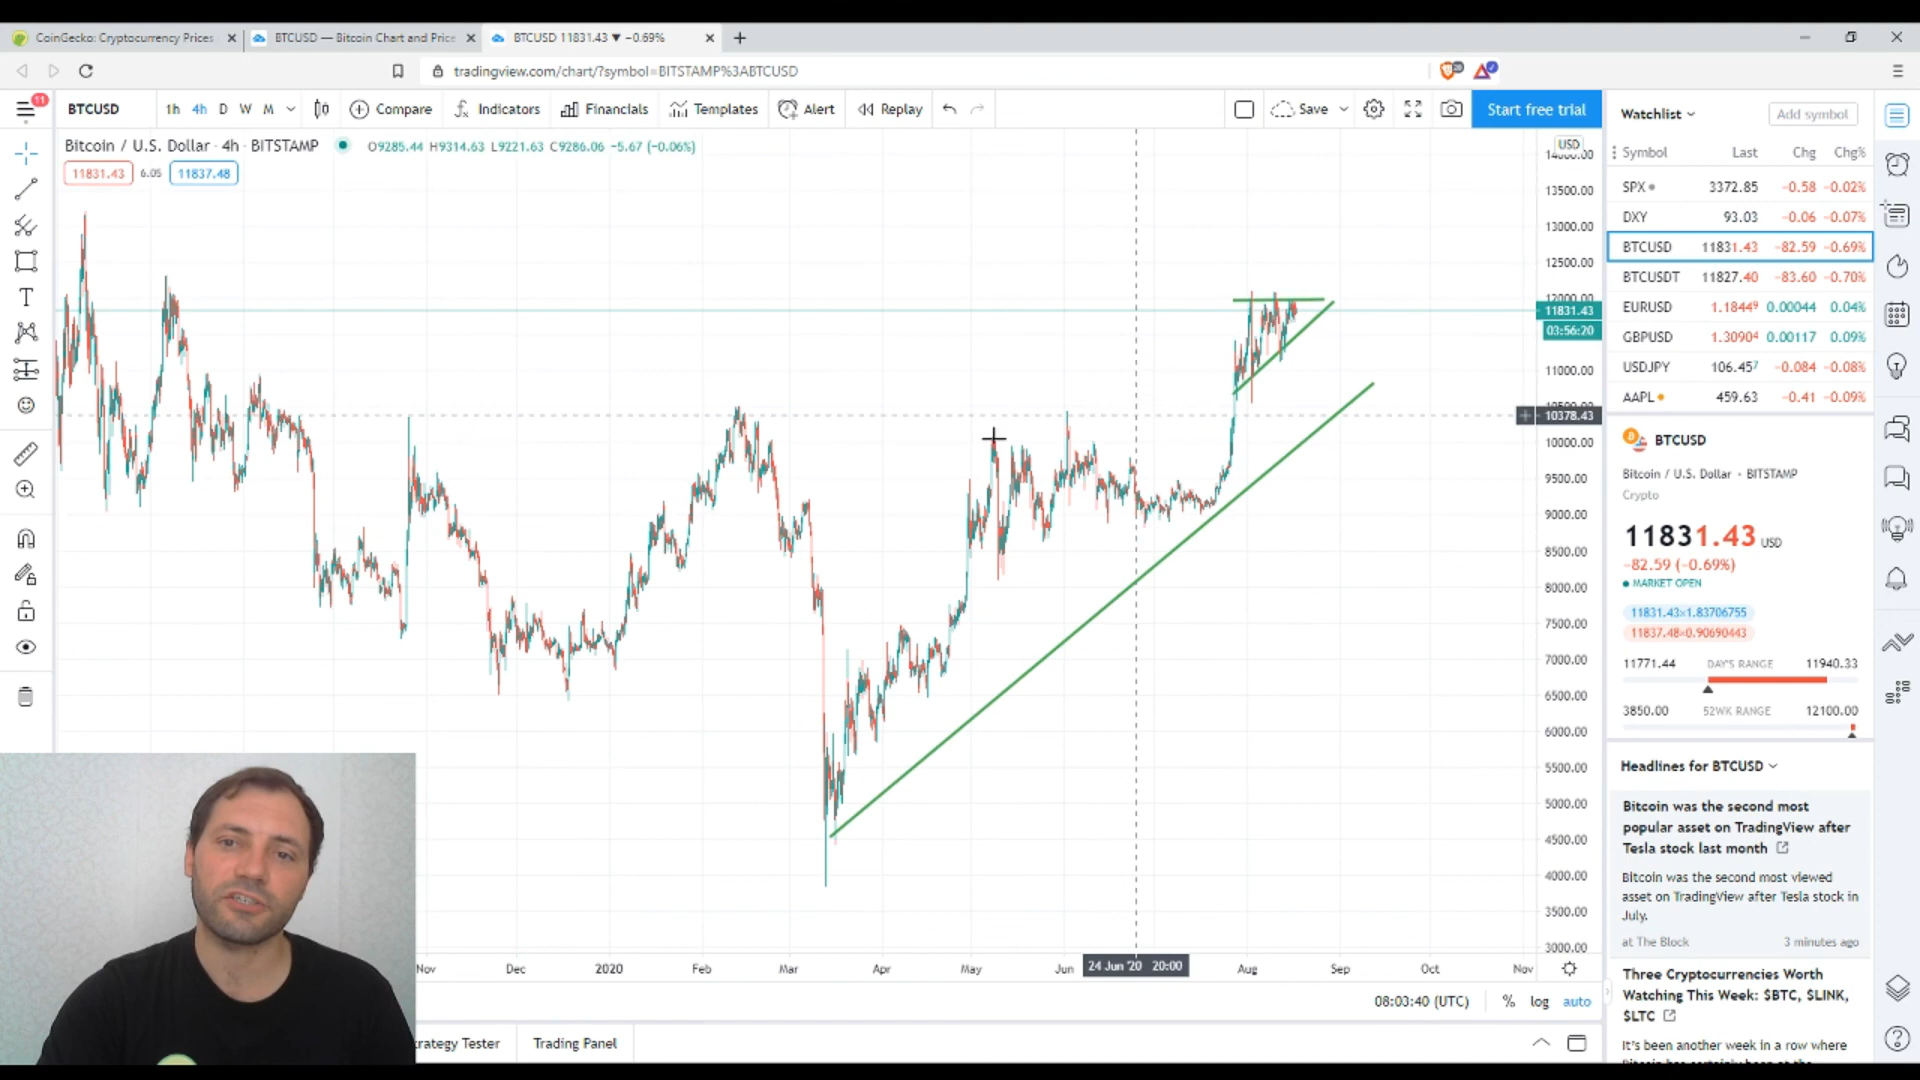 CoinGecko: Cryptocurrency Prices
BTCUSD — Bitcoin Chart and Price
BTCUSD 11831.43 ▼ −0.69%
tradingview.com/chart/?symbol=BITSTAMP%3ABTCUSD
11
BTCUSD 1h 4h D W M Compare Indicators Financials Templates Alert Replay Save Start free trial
Bitcoin / U.S. Dollar · 4h · BITSTAMP O9285.44 H9314.63 L9221.63 C9286.06 −5.67 (−0.06%)
11831.43 6.05 11837.48
USD
14000.00
13500.00
13000.00
12500.00
12000.00
11831.43
03:56:20
11000.00
10378.43
10000.00
9500.00
9000.00
8500.00
8000.00
7500.00
7000.00
6500.00
6000.00
5500.00
5000.00
4500.00
4000.00
3500.00
3000.00
Nov Dec 2020 Feb Mar Apr May Jun 24 Jun '20 20:00 Aug Sep Oct Nov
08:03:40 (UTC) % log auto
trategy Tester Trading Panel
Watchlist Add symbol
Symbol Last Chg Chg%
SPX 3372.85 −0.58 −0.02%
DXY 93.03 −0.06 −0.07%
BTCUSD 11831.43 −82.59 −0.69%
BTCUSDT 11827.40 −83.60 −0.70%
EURUSD 1.18449 0.00044 0.04%
GBPUSD 1.30904 0.00117 0.09%
USDJPY 106.457 −0.084 −0.08%
AAPL 459.63 −0.41 −0.09%
BTCUSD
Bitcoin / U.S. Dollar • BITSTAMP
Crypto
11831.43 USD
−82.59 (−0.69%)
MARKET OPEN
11831.43×1.83706755
11837.48×0.90690443
11771.44 DAY'S RANGE 11940.33
3850.00 52WK RANGE 12100.00
Headlines for BTCUSD
Bitcoin was the second most
popular asset on TradingView after
Tesla stock last month
Bitcoin was the second most viewed
asset on TradingView after Tesla stock in
July.
at The Block 3 minutes ago
Three Cryptocurrencies Worth
Watching This Week: $BTC, $LINK,
$LTC
It's been another week in a row where